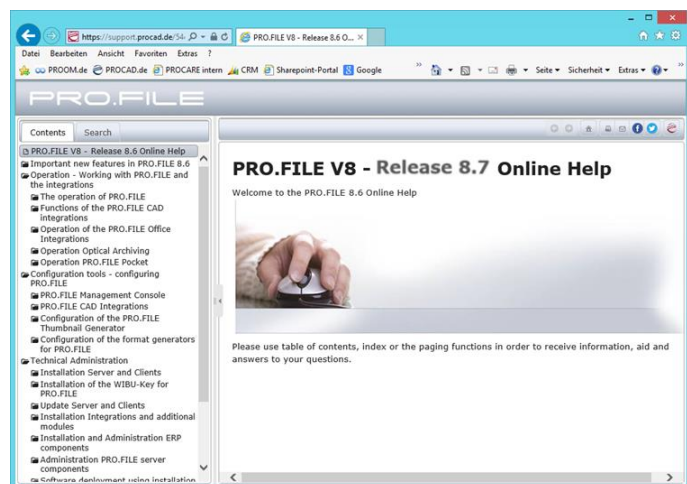 https://support.procad.de/54
PRO.FILE V8 - Release 8.6 O...
Datei Bearbeiten Ansicht Favoriten Extras ?
PROOM.de PROCAD.de PROCARE intern CRM Sharepoint-Portal Google
Seite Sicherheit Extras
PRO.FILE
Contents Search
PRO.FILE V8 - Release 8.6 Online Help
Important new features in PRO.FILE 8.6
Operation - Working with PRO.FILE and
the integrations
The operation of PRO.FILE
Functions of the PRO.FILE CAD
integrations
Operation of the PRO.FILE Office
Integrations
Operation Optical Archiving
Operation PRO.FILE Pocket
Configuration tools - configuring
PRO.FILE
PRO.FILE Management Console
PRO.FILE CAD Integrations
Configuration of the PRO.FILE
Thumbnail Generator
Configuration of the format generators
for PRO.FILE
Technical Administration
Installation Server and Clients
Installation of the WIBU-Key for
PRO.FILE
Update Server and Clients
Installation Integrations and additional
modules
Installation and Administration ERP
components
Administration PRO.FILE server
components
Software deployment using installation
PRO.FILE V8 - Release 8.7 Online Help
Welcome to the PRO.FILE 8.6 Online Help
Please use table of contents, index or the paging functions in order to receive information, aid and
answers to your questions.